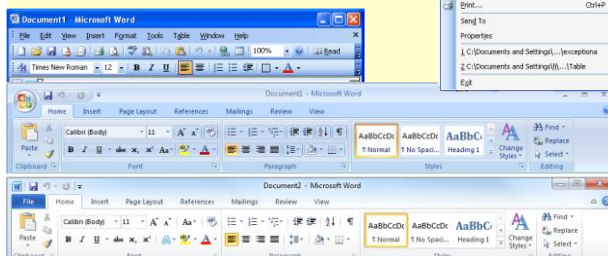 Print... Ctrl+P
Send To
Properties
1 C:\Documents and Settings\...\exceptiona
2 C:\Documents and Settings\l\...\Table
Exit
Document1 - Microsoft Word
File Edit View Insert Format Tools Table Window Help
100% Read
Times New Roman 12 B I U
Document1 - Microsoft Word
Home Insert Page Layout References Mailings Review View
Calibri (Body) 11 A A Aa
Paste B I U abe x, x² Aa A
AaBbCcDc AaBbCcDc AaBbC
¶ Normal ¶ No Spaci... Heading 1 Change Styles
Find
Replace
Select
Clipboard Font Paragraph Styles Editing
Document2 - Microsoft Word
File Home Insert Page Layout References Mailings Review View
Calibri (Body) 11 A A Aa
Paste B I U abe x, x² A A
AaBbCcDc AaBbCcDc AaBbC
¶ Normal ¶ No Spaci... Heading 1 Change Styles
Find
Replace
Select